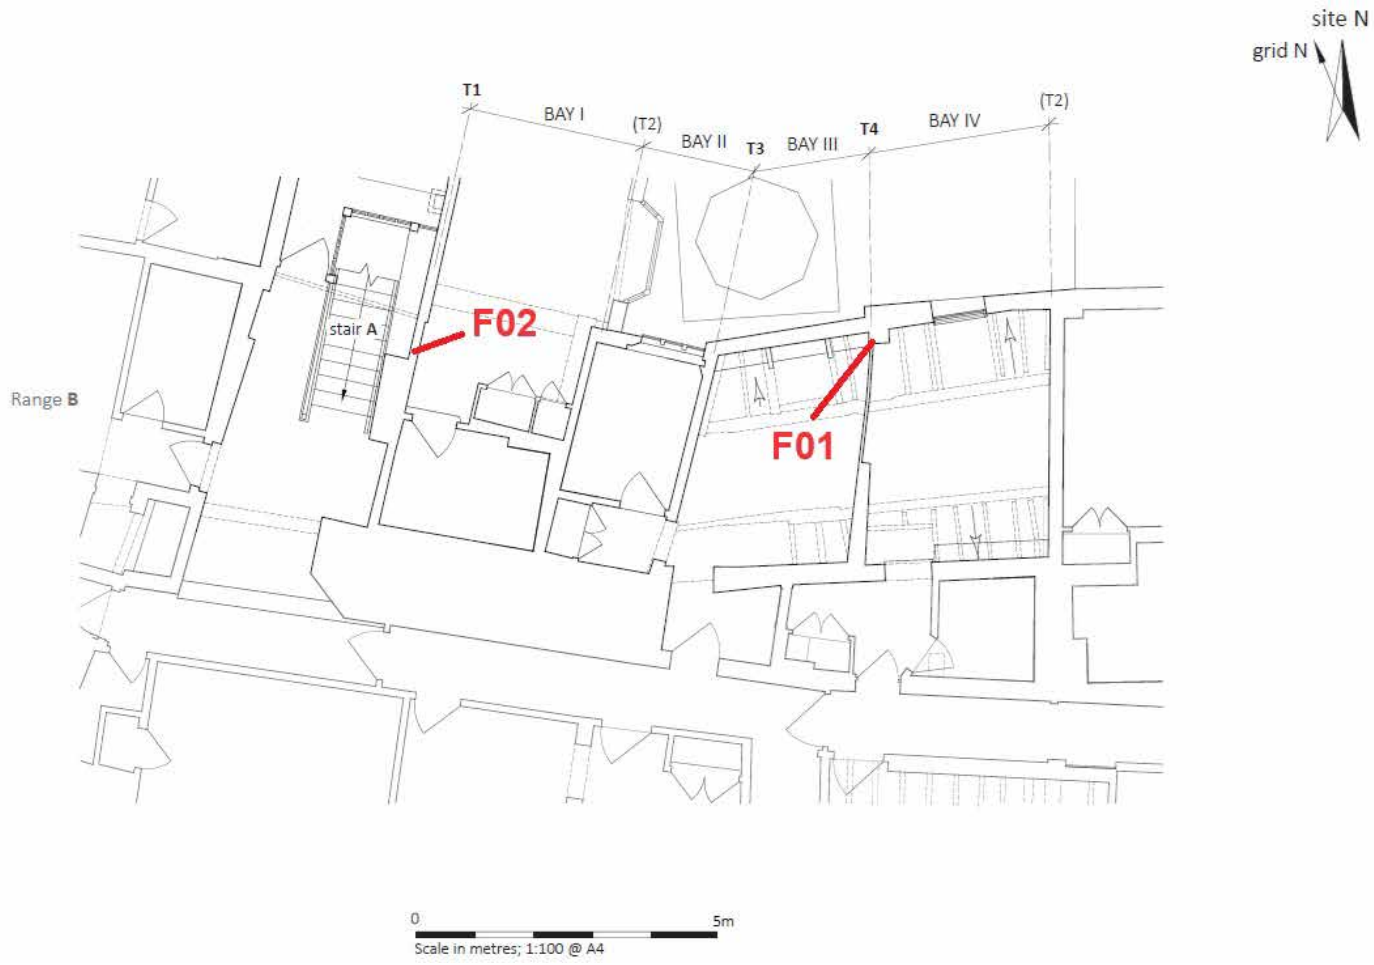 site N
grid N
T1
BAY I
(T2)
BAY II
T3
BAY III
T4
BAY IV
(T2)
stair A
F02
Range B
F01
0
5m
Scale in metres; 1:100 @ A4